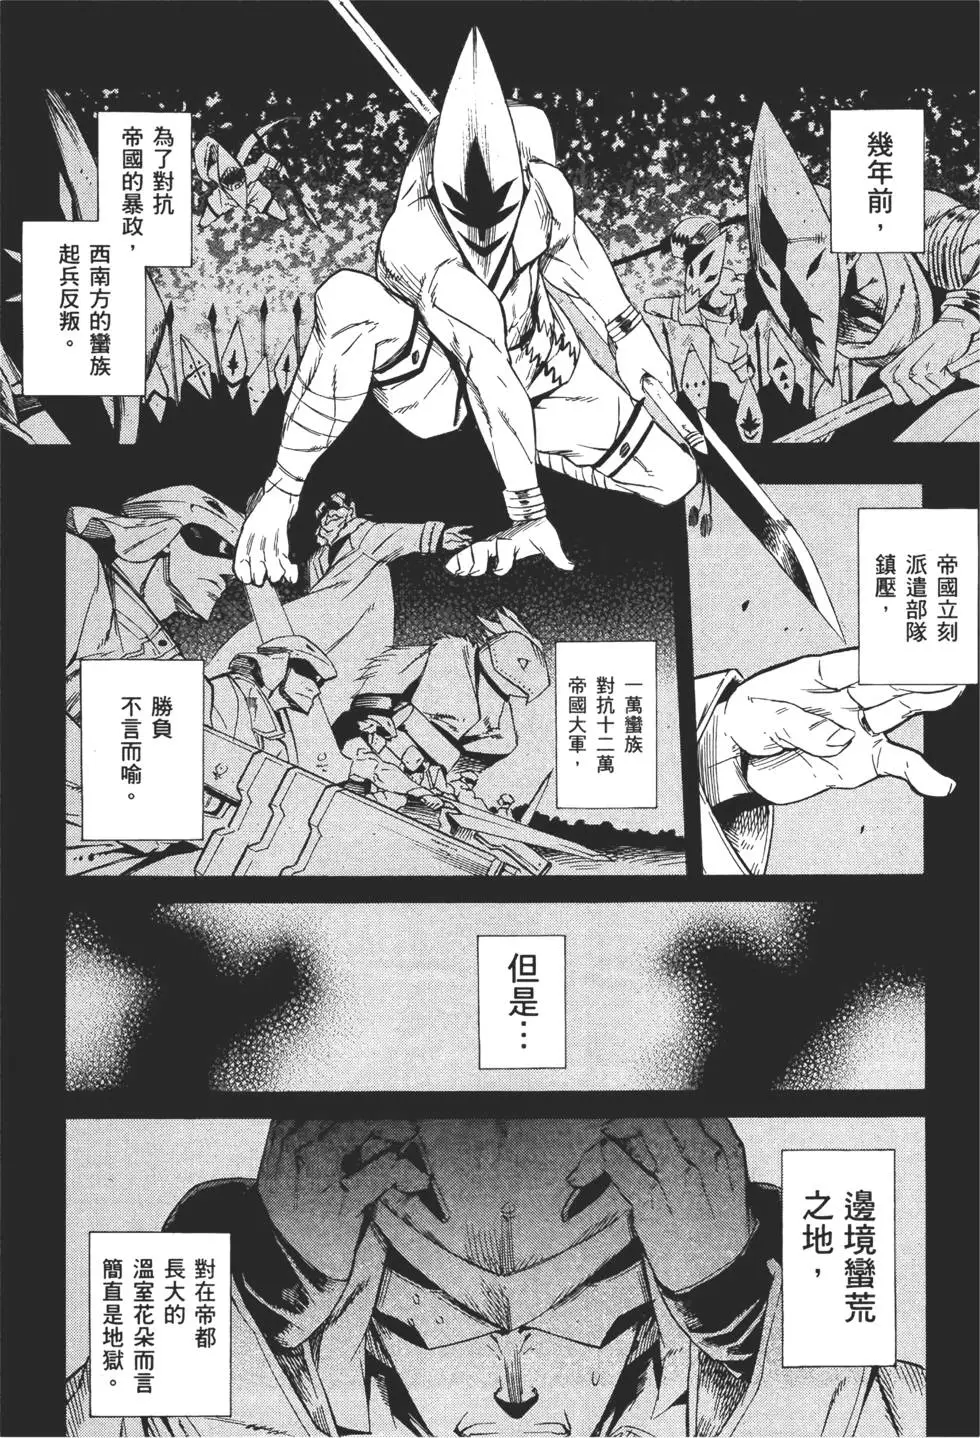 幾年前，
為了對抗
帝國的暴政，
西南方的蠻族
起兵反叛。
帝國立刻
派遣部隊
鎮壓，
一萬蠻族
對抗十二萬
帝國大軍，
勝負
不言而喻。
但是…
邊境蠻荒
之地，
對在帝都
長大的
溫室花朵而言
簡直是地獄。